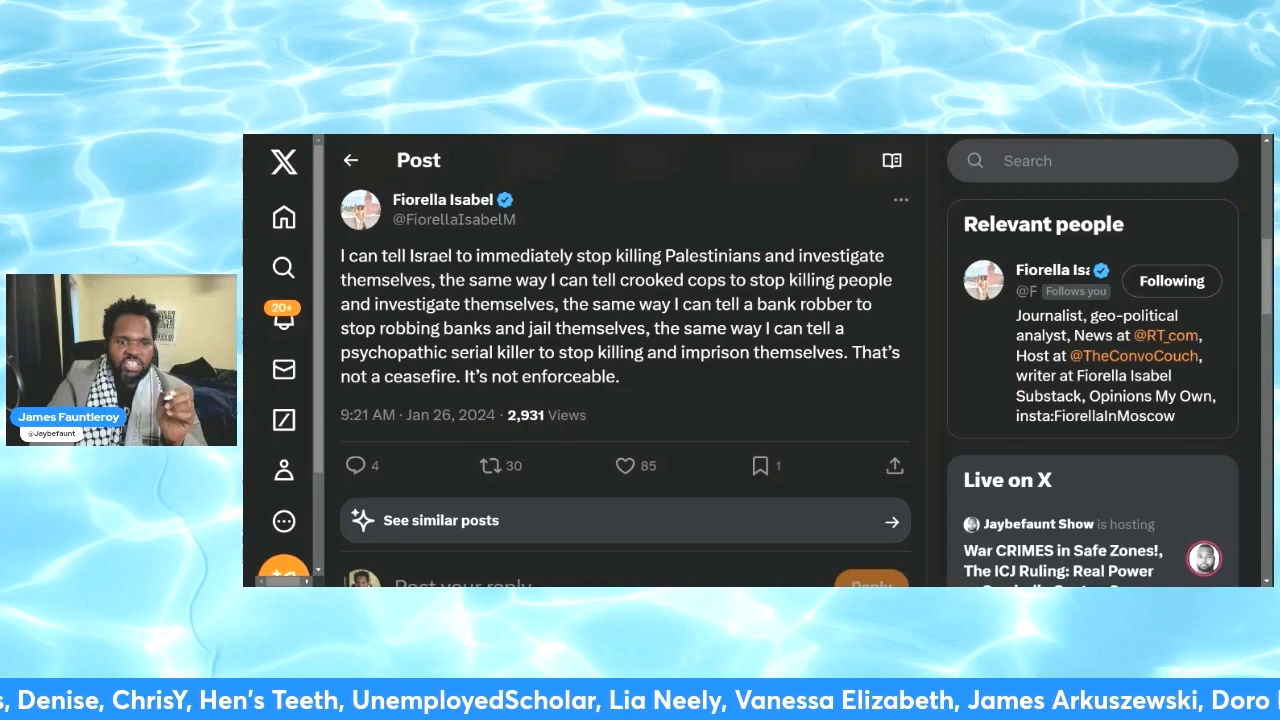 Post
Search
Fiorella Isabel
@FiorellaIsabelM
I can tell Israel to immediately stop killing Palestinians and investigate
themselves, the same way I can tell crooked cops to stop killing people
and investigate themselves, the same way I can tell a bank robber to
stop robbing banks and jail themselves, the same way I can tell a
psychopathic serial killer to stop killing and imprison themselves. That's
not a ceasefire. It's not enforceable.
9:21 AM · Jan 26, 2024 · 2,931 Views
4
30
85
1
See similar posts
Post your reply
Reply
Relevant people
Fiorella Isa
@F Follows you
Following
Journalist, geo-political
analyst, News at @RT_com,
Host at @TheConvoCouch,
writer at Fiorella Isabel
Substack, Opinions My Own,
insta:FiorellaInMoscow
Live on X
Jaybefaunt Show is hosting
War CRIMES in Safe Zones!,
The ICJ Ruling: Real Power
20+
James Fauntleroy
@Jaybefaunt
s, Denise, ChrisY, Hen's Teeth, UnemployedScholar, Lia Neely, Vanessa Elizabeth, James Arkuszewski, Doro